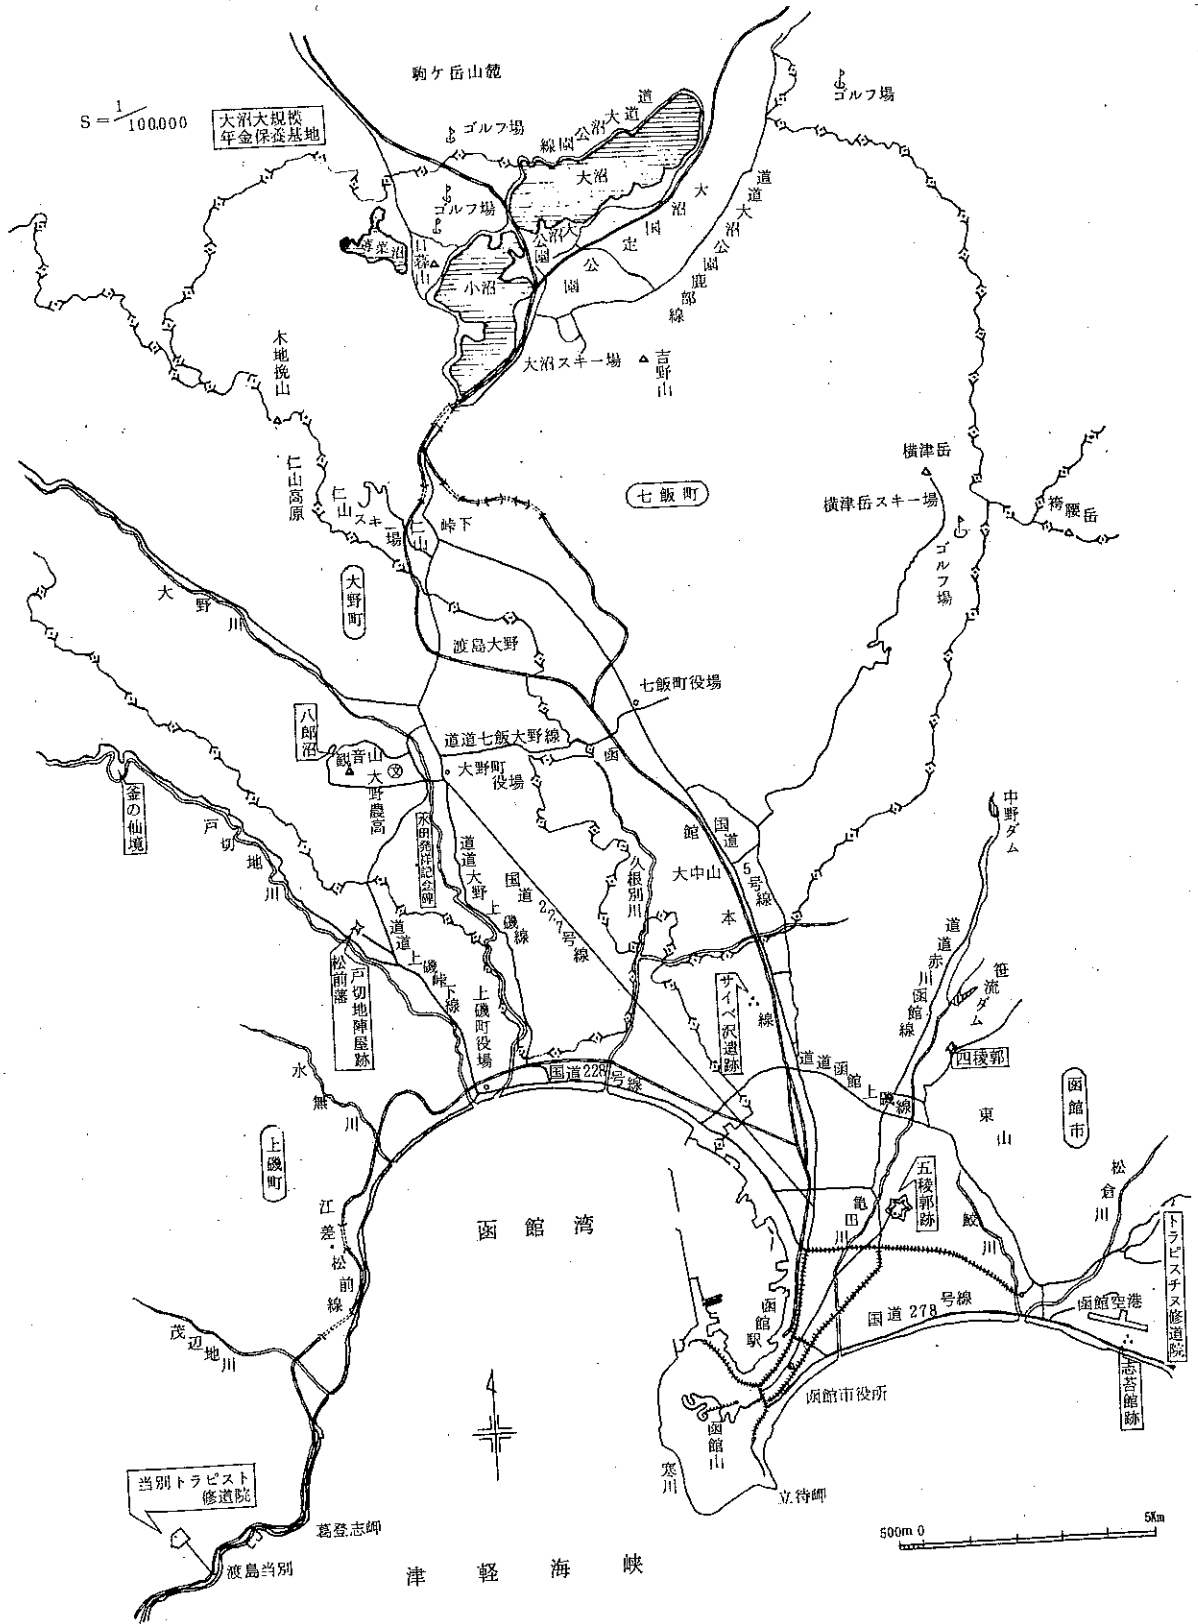 駒ケ岳山麓
S=1/100,000
大沼大規模
年金保養基地
ゴルフ場
ゴルフ場
道道大沼公園線
大沼
ゴルフ場
蓴菜沼
日暮山
小沼
大沼公園
大沼国定公園
道道大沼公園鹿部線
大沼スキー場
吉野山
木地挽山
仁山高原
仁山スキー場
仁山
峠下
七飯町
横津岳
横津岳スキー場
ゴルフ場
袴腰岳
大野川
大野町
渡島大野
七飯町役場
八郎沼
観音山
文
大野農高
道道七飯大野線
大野町
役場
函館本線
釜の仙境
戸切地川
水田発祥記念碑
道道大野上磯線
国道227号線
久根別川
大中山
国道5号線
中野ダム
道道赤川函館線
笹流ダム
四稜郭
松前藩
戸切地陣屋跡
道道上磯峠下線
上磯町役場
サイベ沢遺跡
国道228号線
道道函館上磯線
東山
函館市
水無川
上磯町
江差・松前線
函館湾
亀田川
五稜郭跡
鮫川
松倉川
トラピスチヌ修道院
函館駅
国道278号線
函館空港
志苔館跡
茂辺地川
函館市役所
函館山
寒川
立待岬
当別トラピスト
修道院
葛登志岬
渡島当別
津軽海峡
500m 0
5Km